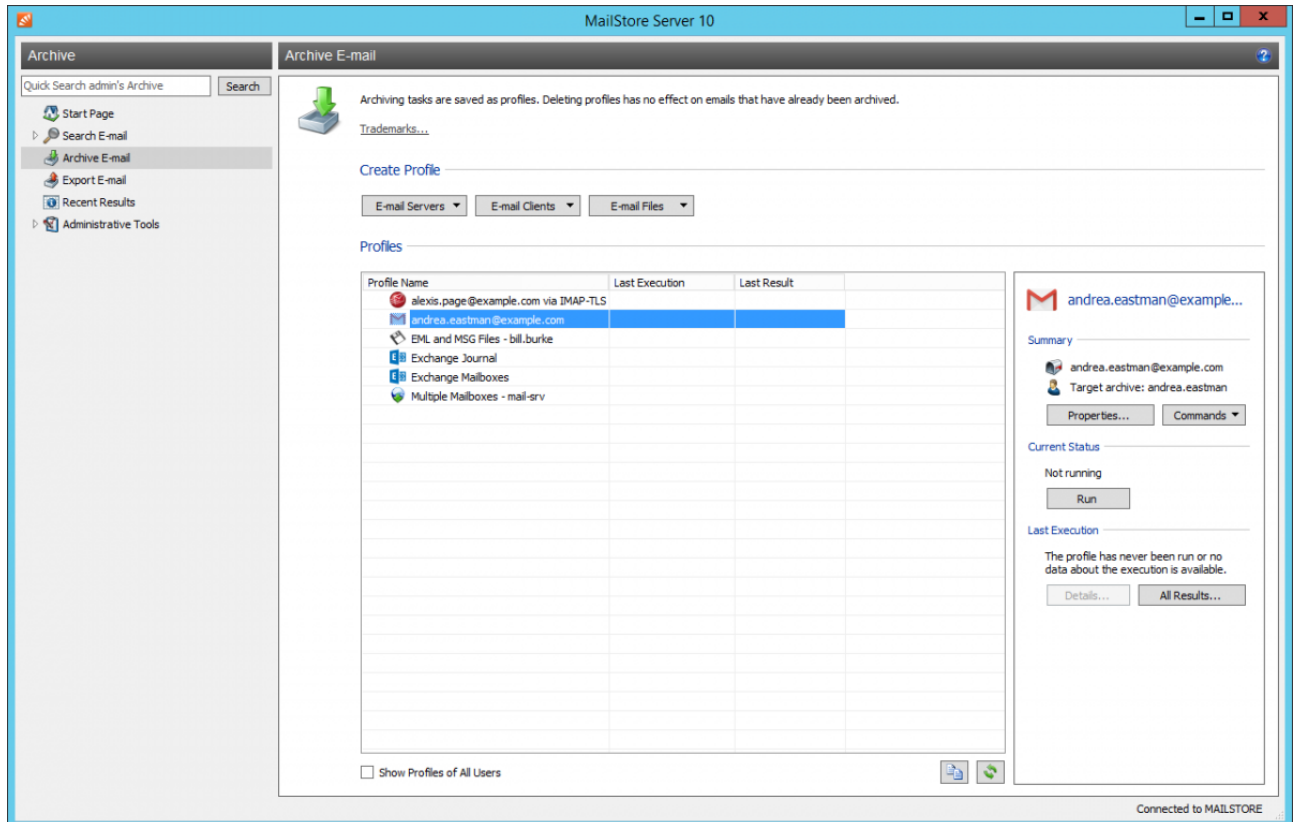 MailStore Server 10
Archive
Archive E-mail
Quick Search admin's Archive
Search
Start Page
Search E-mail
Archive E-mail
Export E-mail
Recent Results
Administrative Tools
Archiving tasks are saved as profiles. Deleting profiles has no effect on emails that have already been archived.
Trademarks...
Create Profile
E-mail Servers
E-mail Clients
E-mail Files
Profiles
Profile Name Last Execution Last Result
alexis.page@example.com via IMAP-TLS
andrea.eastman@example.com
EML and MSG Files - bill.burke
Exchange Journal
Exchange Mailboxes
Multiple Mailboxes - mail-srv
Show Profiles of All Users
andrea.eastman@example...
Summary
andrea.eastman@example.com
Target archive: andrea.eastman
Properties... Commands
Current Status
Not running
Run
Last Execution
The profile has never been run or no
data about the execution is available.
Details... All Results...
Connected to MAILSTORE